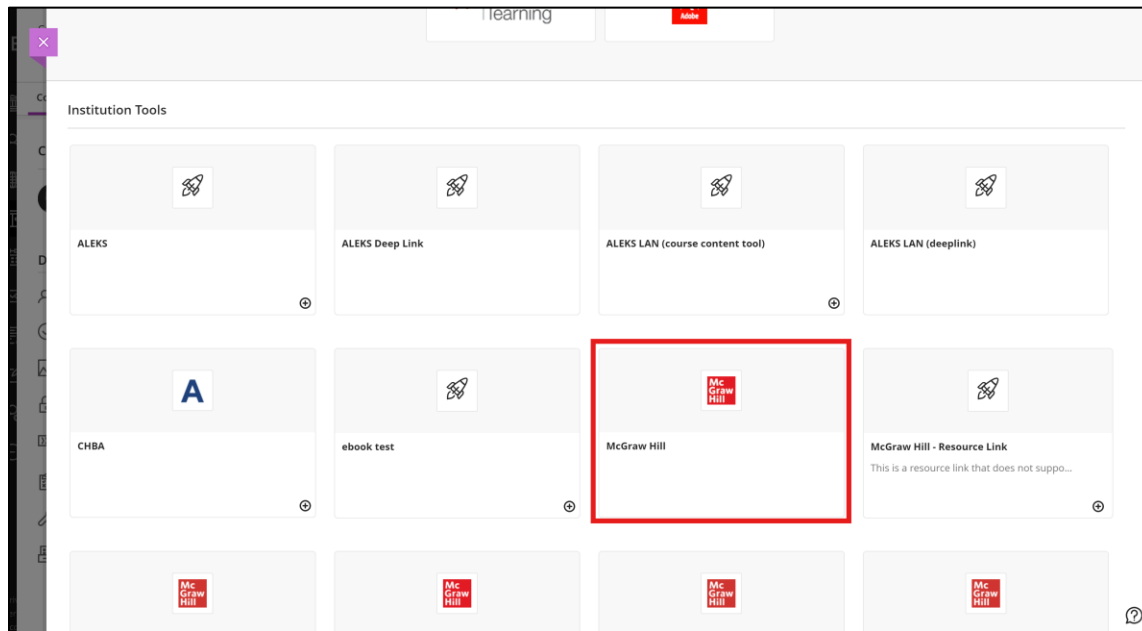 learning
Adobe
Institution Tools
ALEKS
ALEKS Deep Link
ALEKS LAN (course content tool)
ALEKS LAN (deeplink)
A
Mc
Graw
Hill
CHBA
ebook test
McGraw Hill
McGraw Hill - Resource Link
This is a resource link that does not suppo...
Mc
Graw
Hill
Mc
Graw
Hill
Mc
Graw
Hill
Mc
Graw
Hill